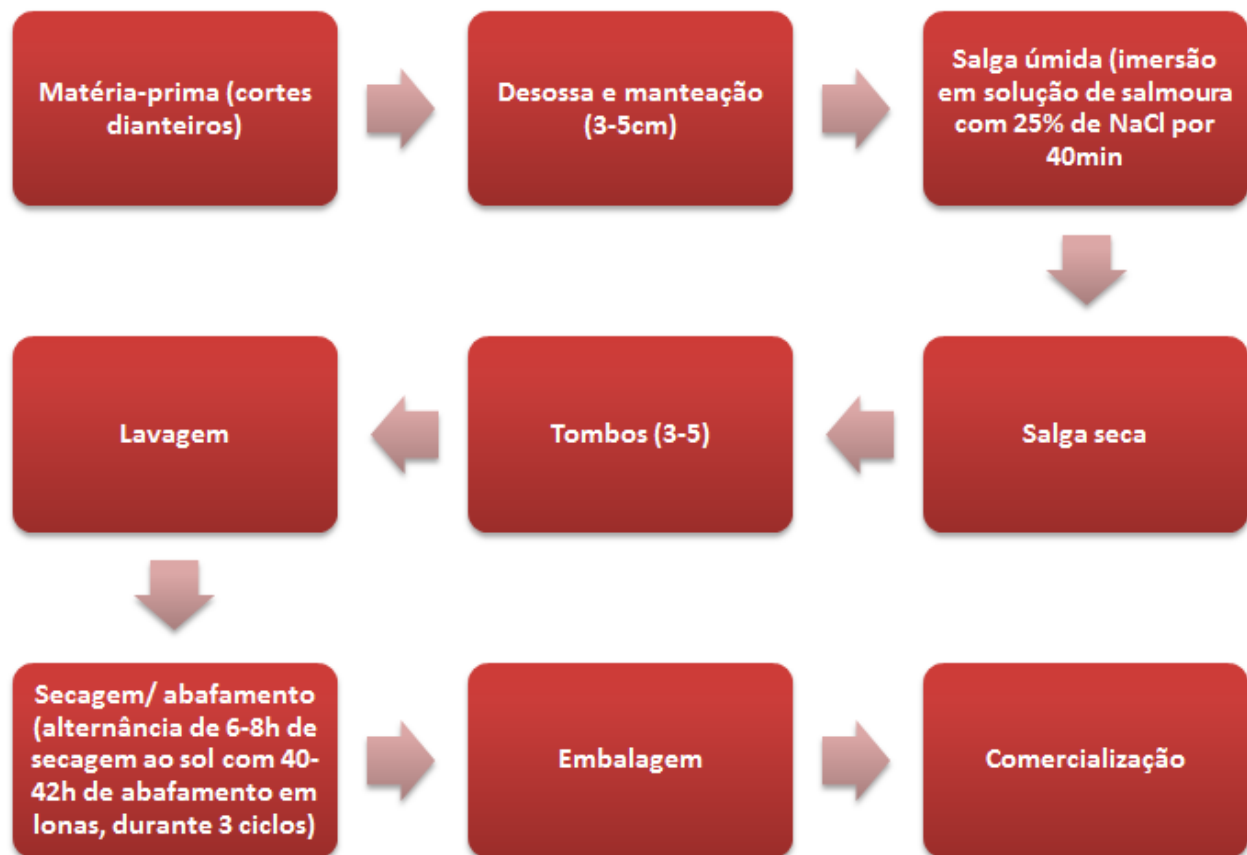 Matéria-prima (cortes
dianteiros)
Desossa e manteação
(3-5cm)
Salga úmida (imersão
em solução de salmoura
com 25% de NaCl por
40min
Salga seca
Tombos (3-5)
Lavagem
Secagem/ abafamento
(alternância de 6-8h de
secagem ao sol com 40-
42h de abafamento em
lonas, durante 3 ciclos)
Embalagem
Comercialização